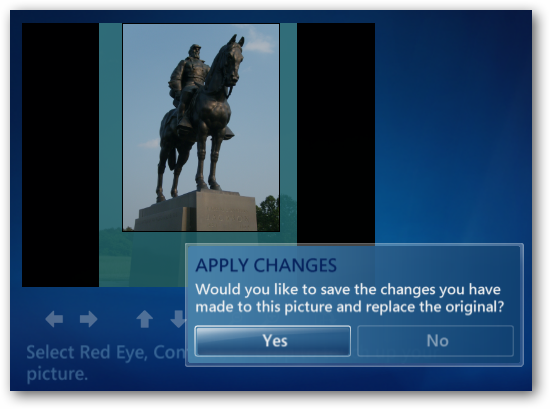 APPLY CHANGES
Would you like to save the changes you have
made to this picture and replace the original?
Yes
No
Select Red Eye, Con
picture.